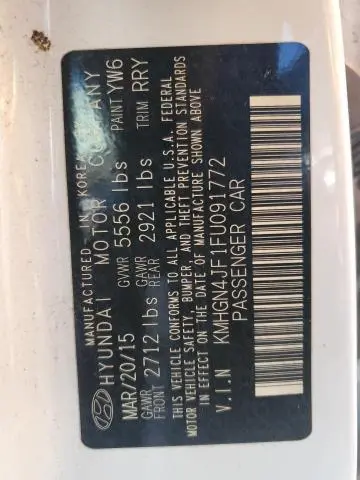 MANUFACTURED IN KOREA
HYUNDAI MOTOR COMPANY
MAR/20/15 GVWR 5556 lbs PAINT YW6
GAWR FRONT 2712 lbs GAWR REAR 2921 lbs TRIM RRY
THIS VEHICLE CONFORMS TO ALL APPLICABLE U.S.A. FEDERAL
MOTOR VEHICLE SAFETY, BUMPER, AND THEFT PREVENTION STANDARDS
IN EFFECT ON THE DATE OF MANUFACTURE SHOWN ABOVE
V.I.N KMHGN4JF1FU091772
PASSENGER CAR